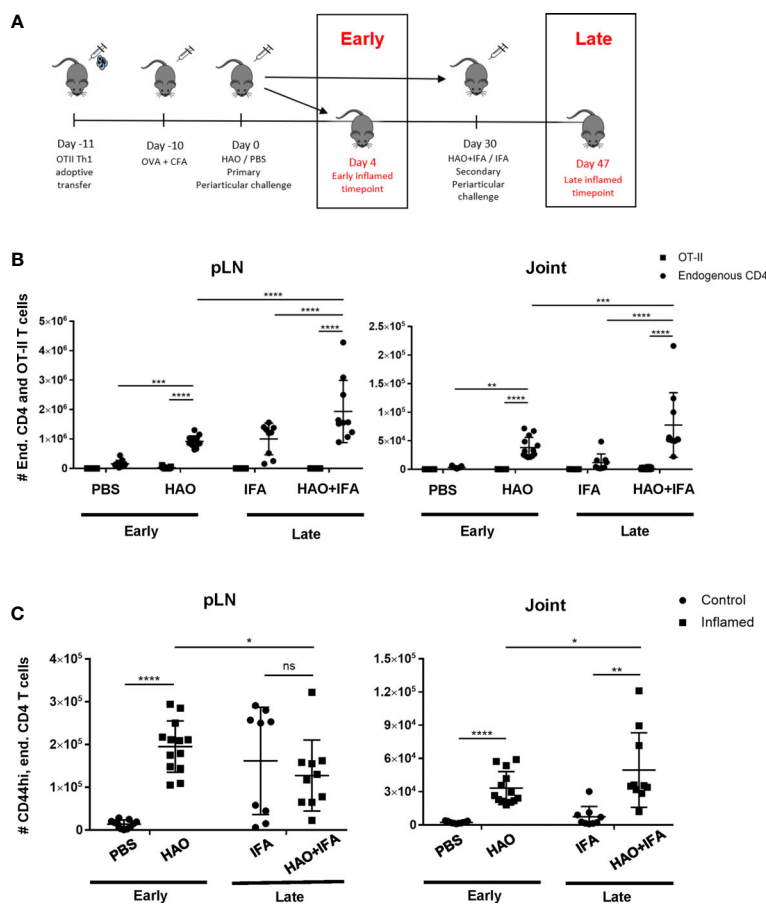 A
Early
Late
Day -11
OTII Th1
adoptive
transfer
Day -10
OVA + CFA
Day 0
HAO / PBS
Primary
Periarticular challenge
Day 4
Early inflamed
timepoint
Day 30
HAO+IFA / IFA
Secondary
Periarticular
challenge
Day 47
Late inflamed
timepoint
B
OT-II
Endogenous CD4
pLN
Joint
# End. CD4 and OT-II T cells
5×10⁶
4×10⁶
3×10⁶
2×10⁶
1×10⁶
0
****
****
***
****
****
PBS
HAO
IFA
HAO+IFA
Early
Late
2.5×10⁵
2.0×10⁵
1.5×10⁵
1.0×10⁵
5×10⁴
0
***
****
**
****
****
PBS
HAO
IFA
HAO+IFA
Early
Late
C
pLN
Joint
Control
Inflamed
# CD44hi, end. CD4 T cells
4×10⁵
3×10⁵
2×10⁵
1×10⁵
0
*
****
ns
PBS
HAO
IFA
HAO+IFA
Early
Late
1.5×10⁵
1.2×10⁵
9×10⁴
6×10⁴
3×10⁴
0
*
**
****
PBS
HAO
IFA
HAO+IFA
Early
Late